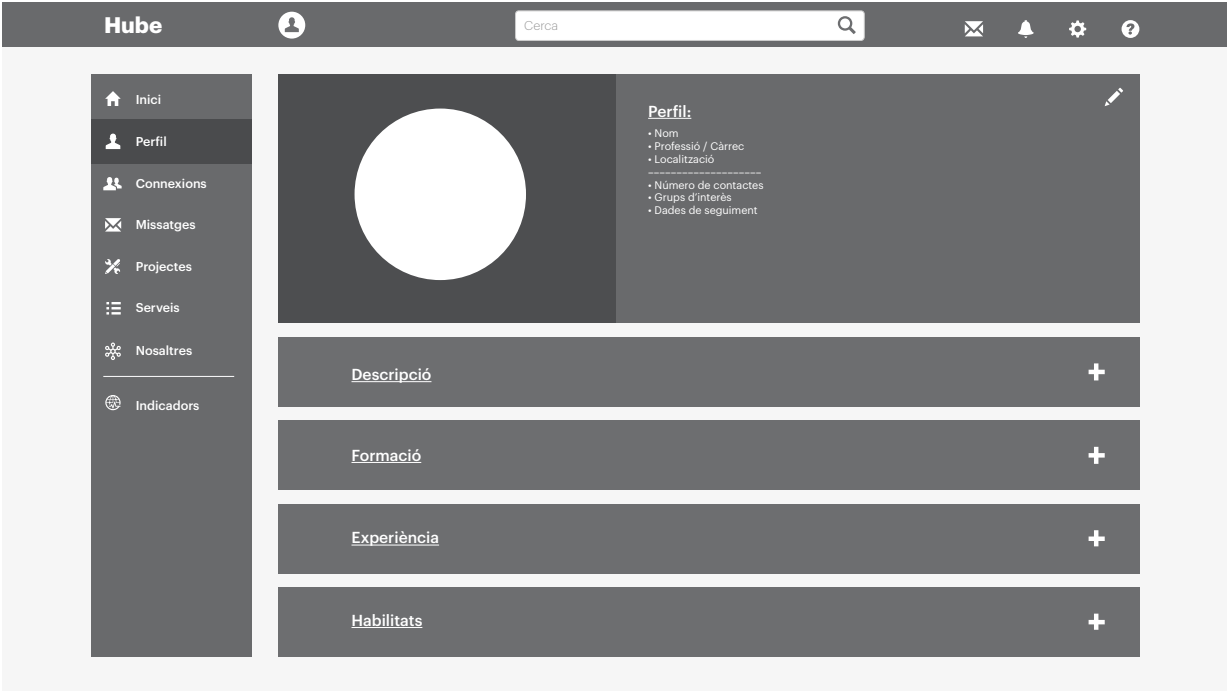 Hube
Cerca
Inici
Perfil
Connexions
Missatges
Projectes
Serveis
Nosaltres
Indicadors
Perfil:
• Nom
• Professió / Càrrec
• Localització
--------------------
• Número de contactes
• Grups d'interès
• Dades de seguiment
Descripció
Formació
Experiència
Habilitats